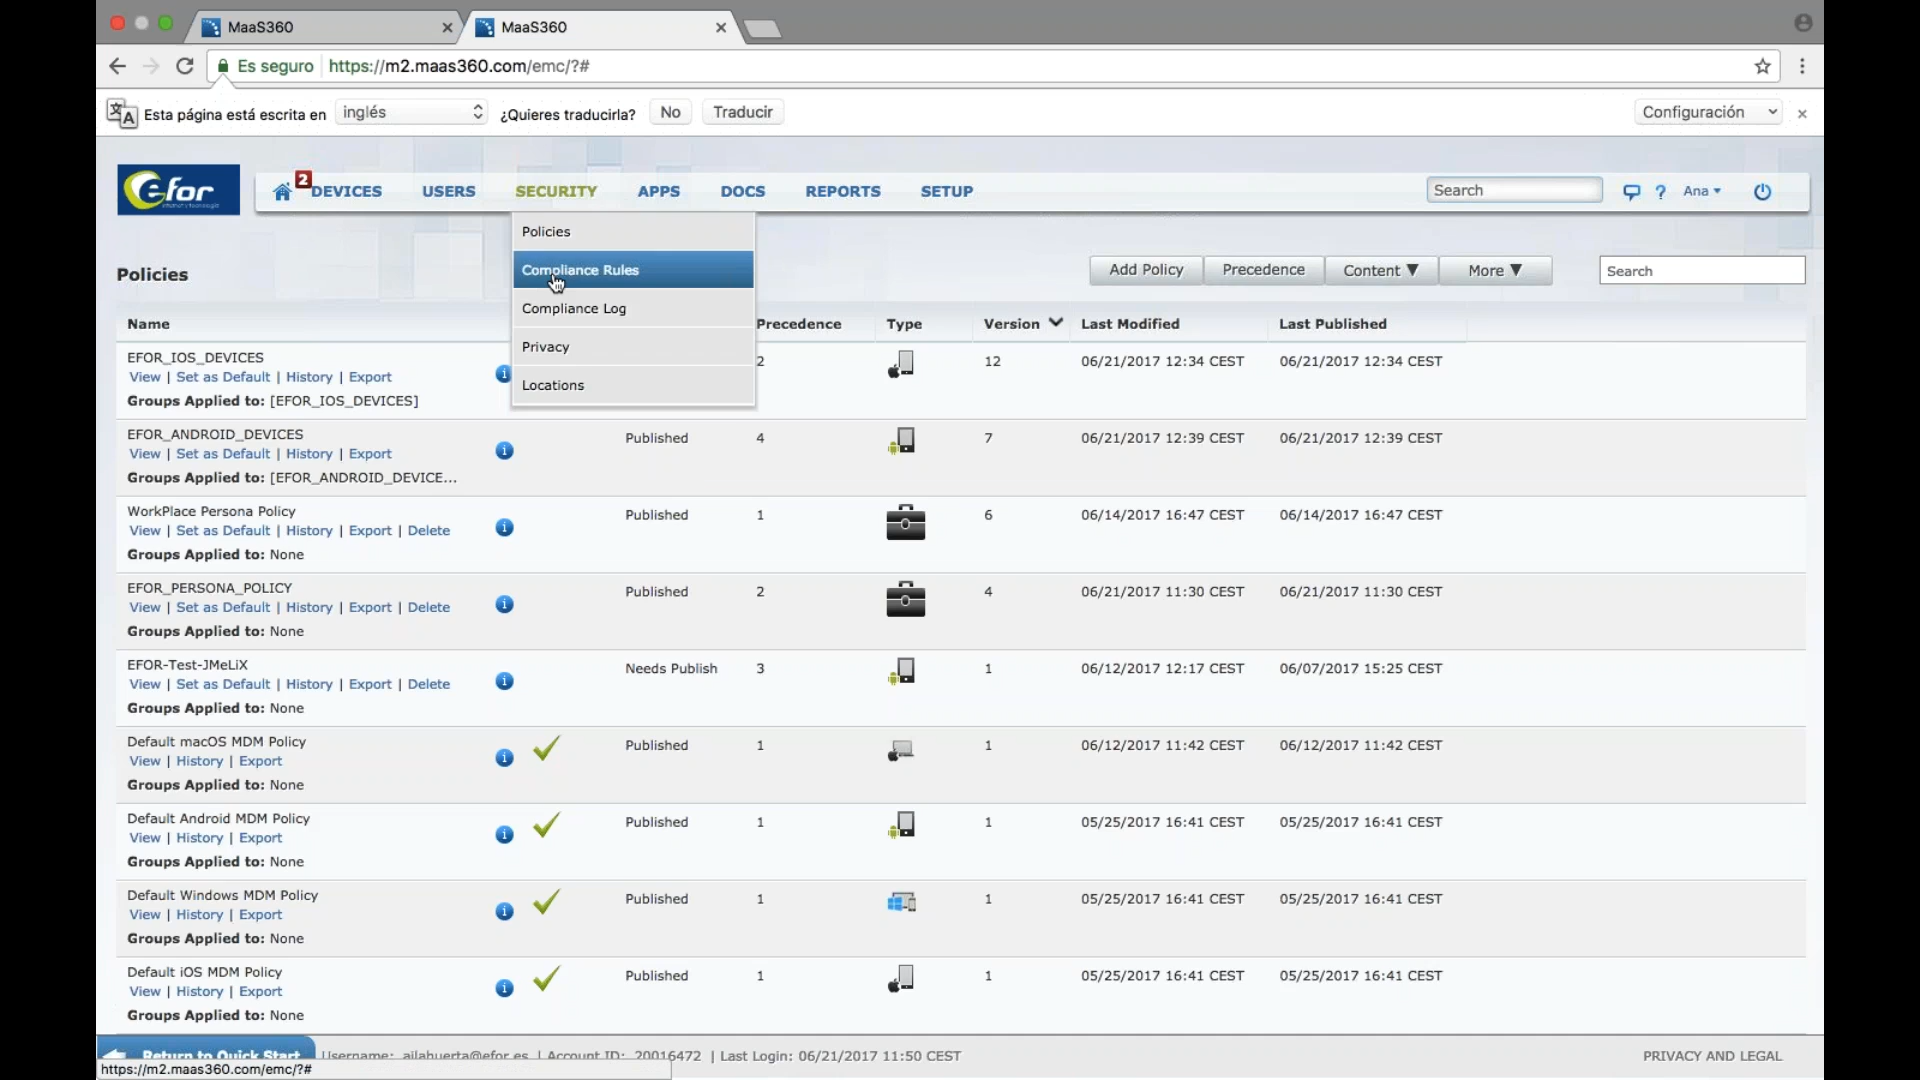 MaaS360
MaaS360
Es seguro https://m2.maas360.com/emc/?#
Esta página está escrita en inglés ¿Quieres traducirla? No Traducir Configuración
efor
2
DEVICES USERS SECURITY APPS DOCS REPORTS SETUP Search ? Ana
Policies
Compliance Rules
Compliance Log
Privacy
Locations
Policies Add Policy Precedence Content ▼ More ▼ Search
Name Precedence Type Version Last Modified Last Published
EFOR_IOS_DEVICES 2 12 06/21/2017 12:34 CEST 06/21/2017 12:34 CEST
View | Set as Default | History | Export
Groups Applied to: [EFOR_IOS_DEVICES]
EFOR_ANDROID_DEVICES Published 4 7 06/21/2017 12:39 CEST 06/21/2017 12:39 CEST
View | Set as Default | History | Export
Groups Applied to: [EFOR_ANDROID_DEVICE...
WorkPlace Persona Policy Published 1 6 06/14/2017 16:47 CEST 06/14/2017 16:47 CEST
View | Set as Default | History | Export | Delete
Groups Applied to: None
EFOR_PERSONA_POLICY Published 2 4 06/21/2017 11:30 CEST 06/21/2017 11:30 CEST
View | Set as Default | History | Export | Delete
Groups Applied to: None
EFOR-Test-JMeLiX Needs Publish 3 1 06/12/2017 12:17 CEST 06/07/2017 15:25 CEST
View | Set as Default | History | Export | Delete
Groups Applied to: None
Default macOS MDM Policy Published 1 1 06/12/2017 11:42 CEST 06/12/2017 11:42 CEST
View | History | Export
Groups Applied to: None
Default Android MDM Policy Published 1 1 05/25/2017 16:41 CEST 05/25/2017 16:41 CEST
View | History | Export
Groups Applied to: None
Default Windows MDM Policy Published 1 1 05/25/2017 16:41 CEST 05/25/2017 16:41 CEST
View | History | Export
Groups Applied to: None
Default iOS MDM Policy Published 1 1 05/25/2017 16:41 CEST 05/25/2017 16:41 CEST
View | History | Export
Groups Applied to: None
Return to Quick Start Username: ailahuerta@efor.es | Account ID: 20016472 | Last Login: 06/21/2017 11:50 CEST PRIVACY AND LEGAL
https://m2.maas360.com/emc/?#